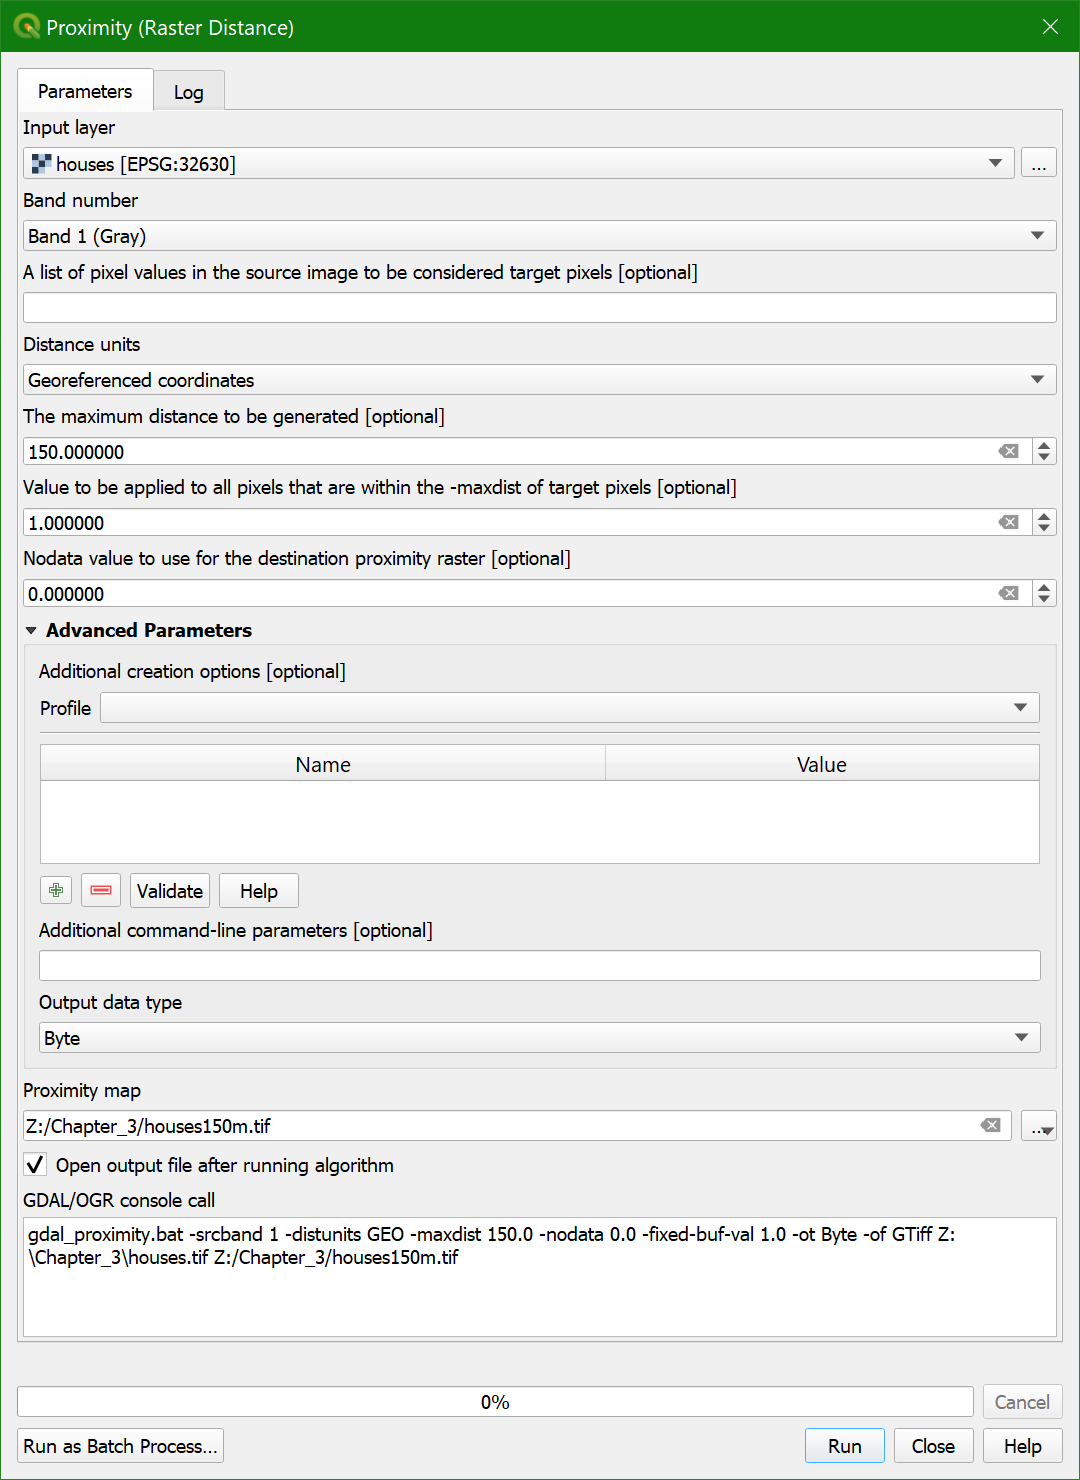 Proximity (Raster Distance)
Parameters
Log
Input layer
houses [EPSG:32630]
...
Band number
Band 1 (Gray)
A list of pixel values in the source image to be considered target pixels [optional]
Distance units
Georeferenced coordinates
The maximum distance to be generated [optional]
150.000000
Value to be applied to all pixels that are within the -maxdist of target pixels [optional]
1.000000
Nodata value to use for the destination proximity raster [optional]
0.000000
Advanced Parameters
Additional creation options [optional]
Profile
Name Value
Validate Help
Additional command-line parameters [optional]
Output data type
Byte
Proximity map
Z:/Chapter_3/houses150m.tif
...
Open output file after running algorithm
GDAL/OGR console call
gdal_proximity.bat -srcband 1 -distunits GEO -maxdist 150.0 -nodata 0.0 -fixed-buf-val 1.0 -ot Byte -of GTiff Z:
\Chapter_3\houses.tif Z:/Chapter_3/houses150m.tif
0%
Cancel
Run as Batch Process...
Run Close Help